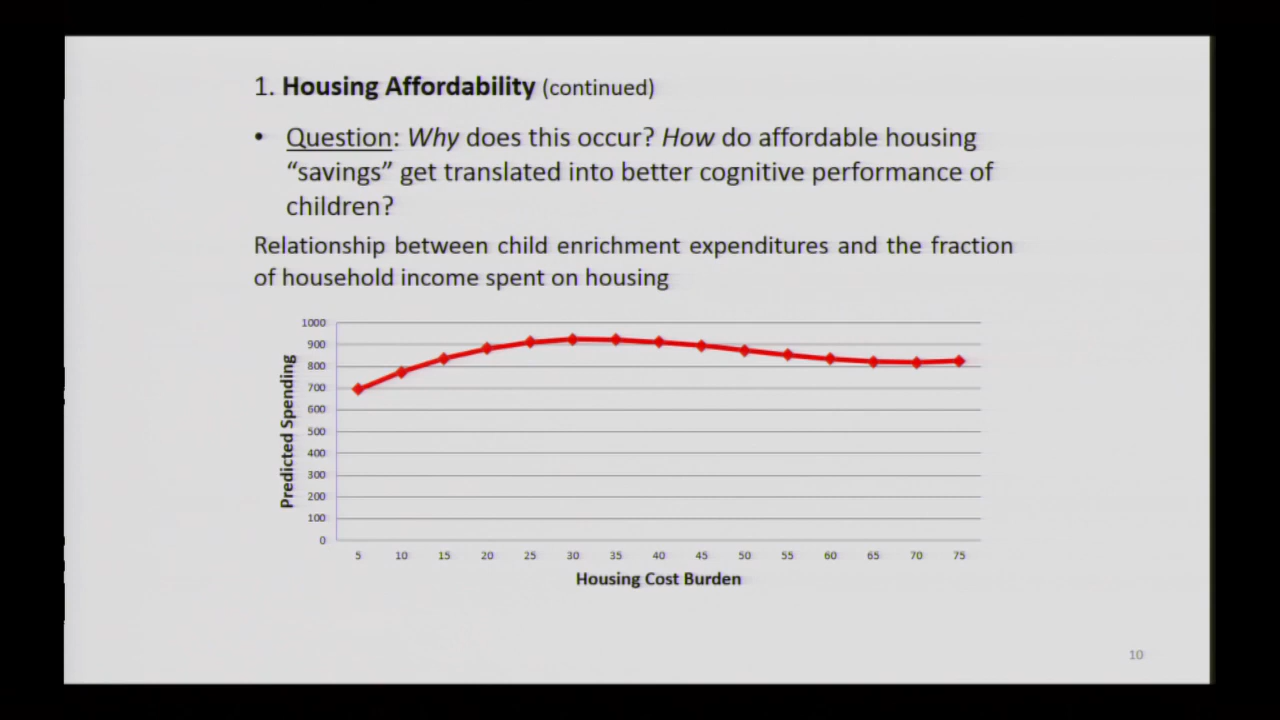 1. Housing Affordability (continued)
• Question: Why does this occur? How do affordable housing
“savings” get translated into better cognitive performance of
children?
Relationship between child enrichment expenditures and the fraction
of household income spent on housing
1000
900
800
700
600
500
400
300
200
100
0
Predicted Spending
5 10 15 20 25 30 35 40 45 50 55 60 65 70 75
Housing Cost Burden
10